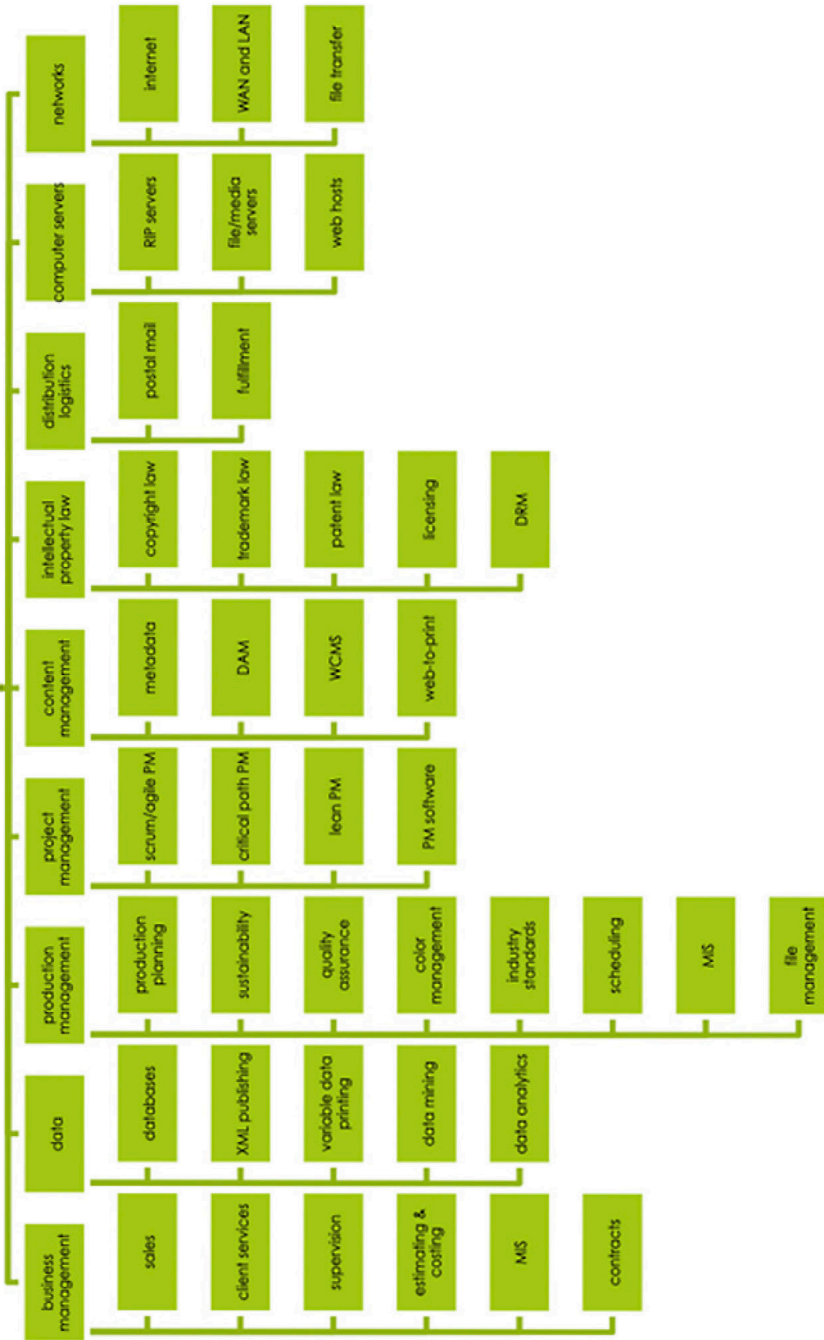 business
management
sales
client services
supervision
estimating &
costing
MIS
contracts
data
databases
XML publishing
variable data
printing
data mining
data analytics
production
management
production
planning
sustainability
quality
assurance
color
management
industry
standards
scheduling
MIS
file
management
project
management
scrum/agile PM
critical path PM
lean PM
PM software
content
management
metadata
DAM
WCMS
web-to-print
intellectual
property law
copyright law
trademark law
patent law
licensing
DRM
distribution
logistics
postal mail
fulfillment
computer servers
RIP servers
file/media
servers
web hosts
networks
internet
WAN and LAN
file transfer